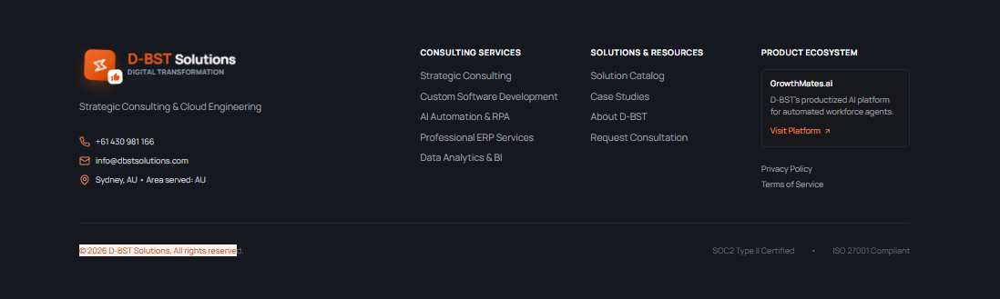 D-BST Solutions
DIGITAL TRANSFORMATION
Strategic Consulting & Cloud Engineering
+61 430 981 166
info@dbstsolutions.com
Sydney, AU • Area served: AU
CONSULTING SERVICES
Strategic Consulting
Custom Software Development
AI Automation & RPA
Professional ERP Services
Data Analytics & BI
SOLUTIONS & RESOURCES
Solution Catalog
Case Studies
About D-BST
Request Consultation
PRODUCT ECOSYSTEM
GrowthMates.ai
D-BST's productized AI platform
for automated workforce agents.
Visit Platform ↗
Privacy Policy
Terms of Service
© 2026 D-BST Solutions. All rights reserved.
SOC2 Type II Certified • ISO 27001 Compliant